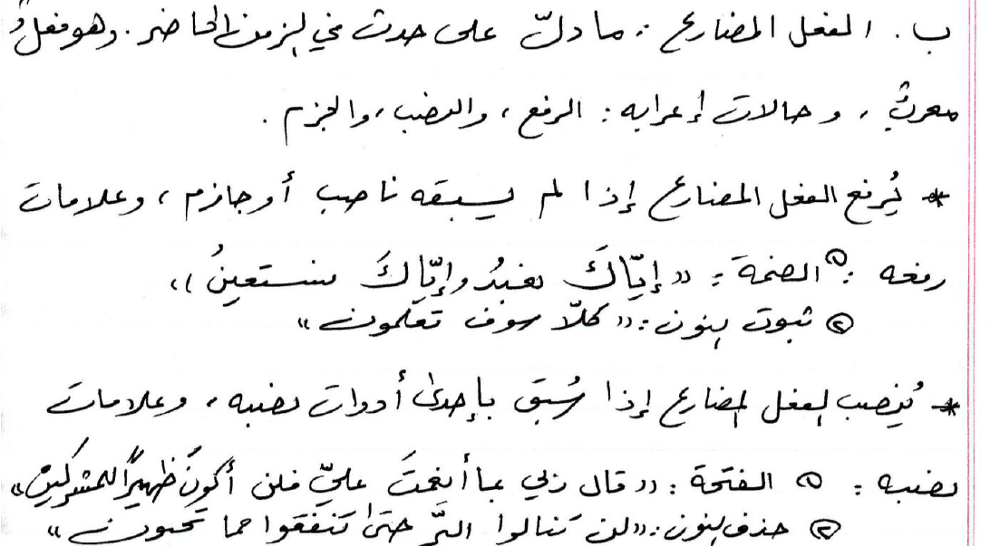 ب. الفعل المضارع: ما دلّ على حدث في الزمن الحاضر. وهو فعلٌ
معربٌ، وحالات إعرابه: الرفع، والنصب، والجزم.
* يُرفع الفعل المضارع إذا لم يسبقه ناصب أو جازم، وعلامات
رفعه: ① الضمة: "إيّاكَ نعبدُ وإيّاكَ نستعينُ"
② ثبوت النون: "كلّا سوف تعلمون"
* يُنصب الفعل المضارع إذا سُبق بإحدى أدوات نصبه، وعلامات
نصبه: ① الفتحة: "قال ربي بما أنعمتَ عليّ فلن أكونَ ظهيراً للمشركين"
② حذف النون: "لن تنالوا البرّ حتى تنفقوا مما تحبون"